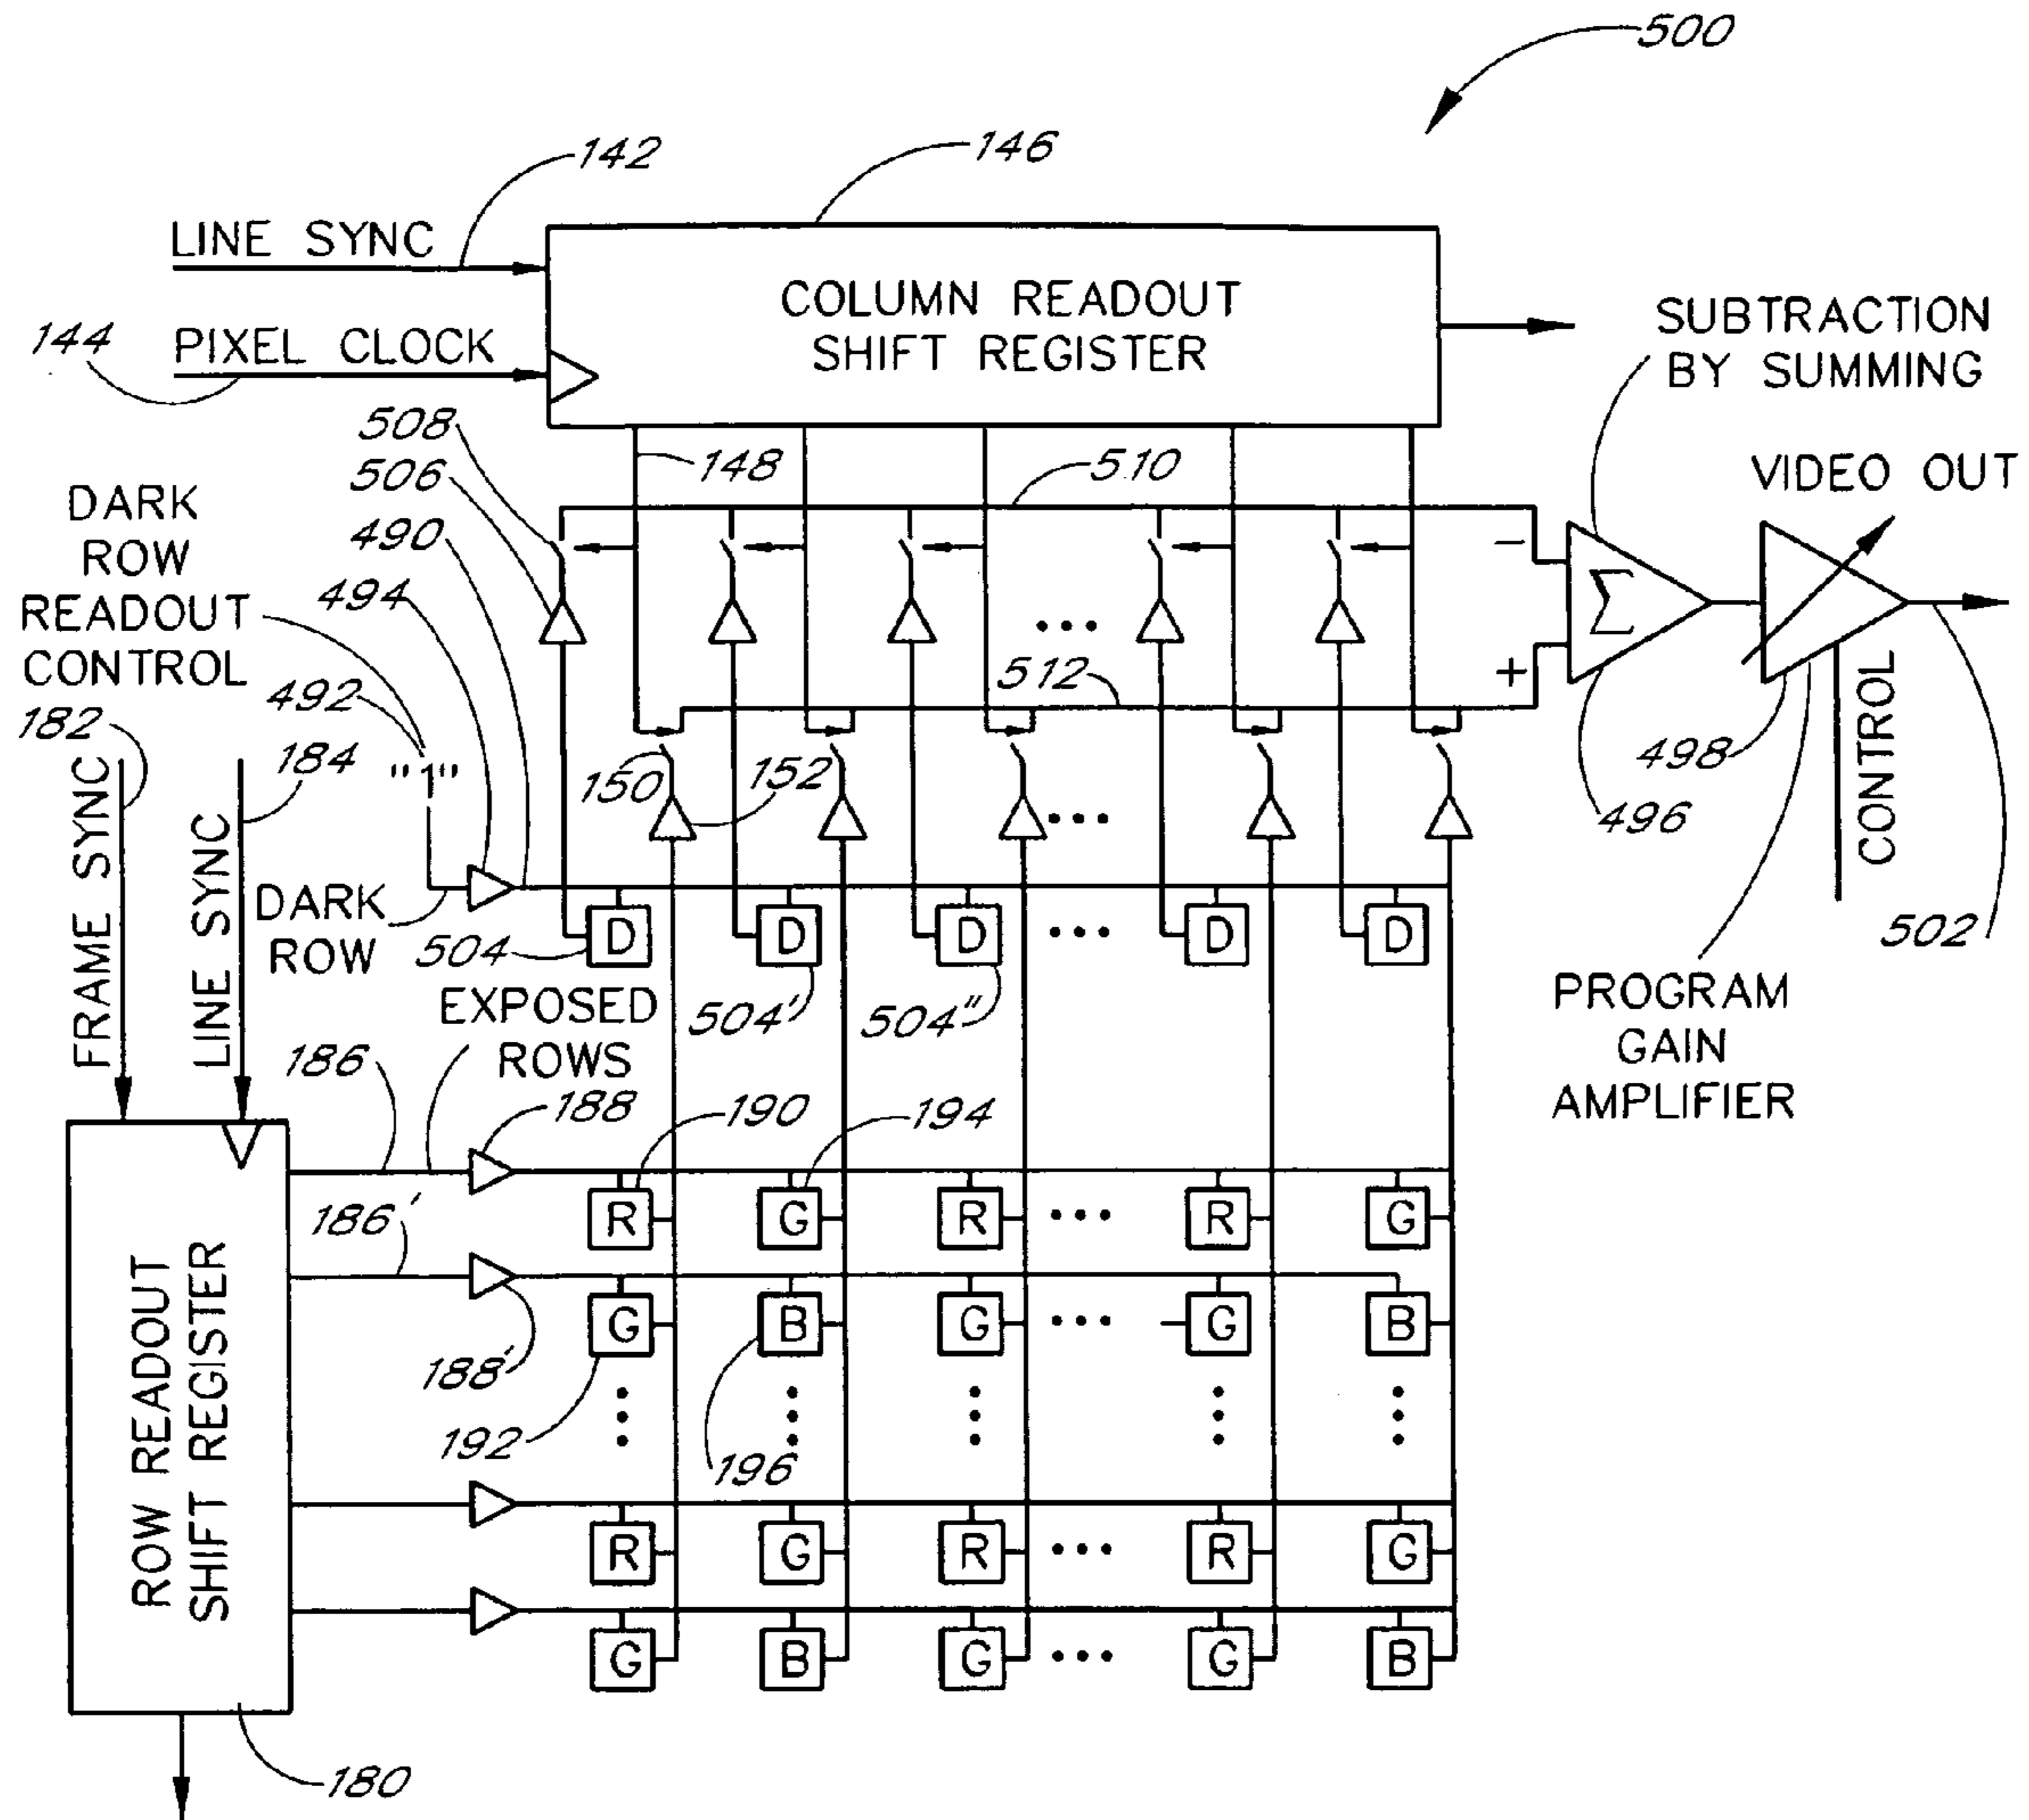 500
142
146
LINE SYNC
COLUMN READOUT
SHIFT REGISTER
SUBTRACTION
BY SUMMING
144
PIXEL CLOCK
508
148
510
VIDEO OUT
506
DARK
ROW
READOUT
CONTROL
490
494
−
Σ
+
...
512
492
182
184
"1"
150
152
...
498
496
CONTROL
FRAME SYNC
LINE SYNC
DARK
ROW
504
D D D ... D D
504' 504"
502
EXPOSED
ROWS
PROGRAM
GAIN
AMPLIFIER
186
188
190
194
R G R ... R G
186'
G B G ... G B
188'
192
196
ROW READOUT
SHIFT REGISTER
R G R ... R G
G B G ... G B
180